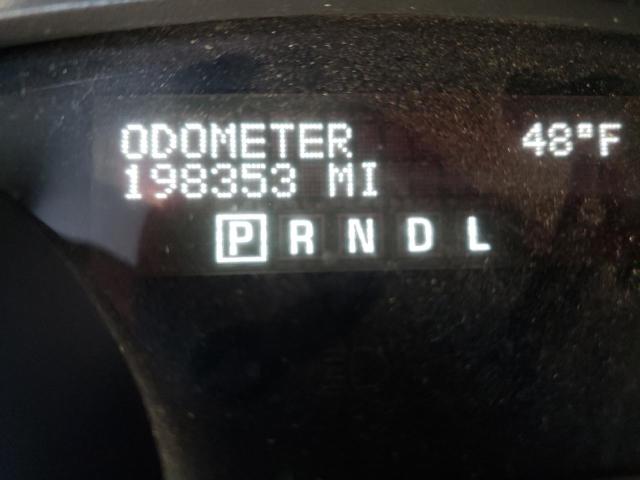 ODOMETER 48°F
198353 MI
P R N D L